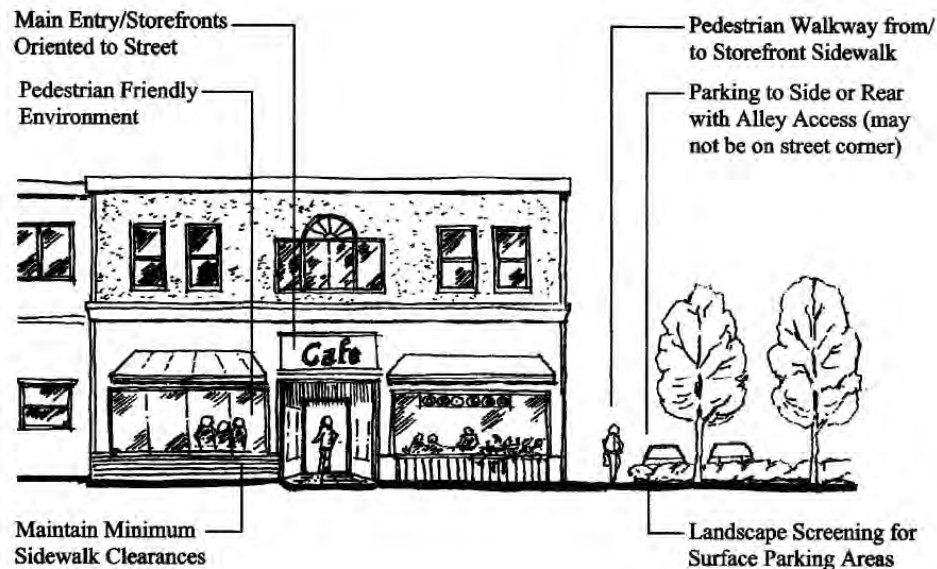 Main Entry/Storefronts
Oriented to Street
Pedestrian Friendly
Environment
Pedestrian Walkway from/
to Storefront Sidewalk
Parking to Side or Rear
with Alley Access (may
not be on street corner)
Cafe
Maintain Minimum
Sidewalk Clearances
Landscape Screening for
Surface Parking Areas